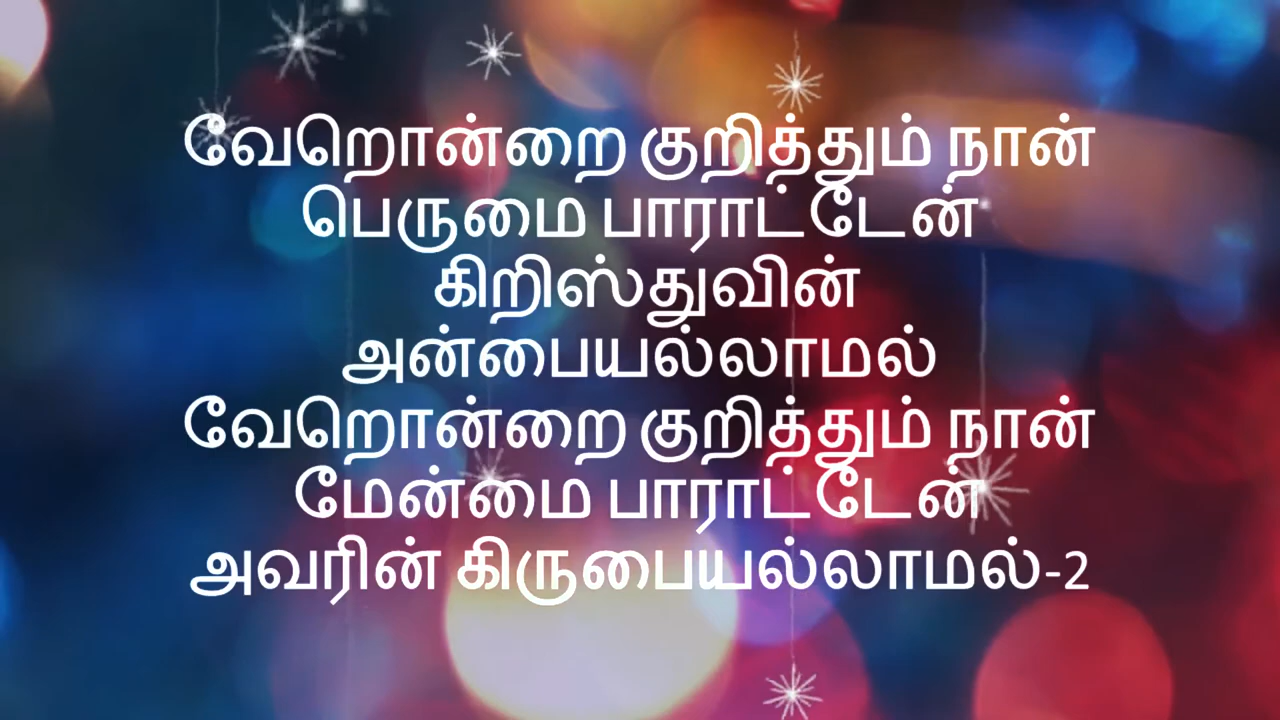 வேறொன்றை குறித்தும் நான்
பெருமை பாராட்டேன்
கிறிஸ்துவின்
அன்பையல்லாமல்
வேறொன்றை குறித்தும் நான்
மேன்மை பாராட்டேன்
அவரின் கிருபையல்லாமல்-2